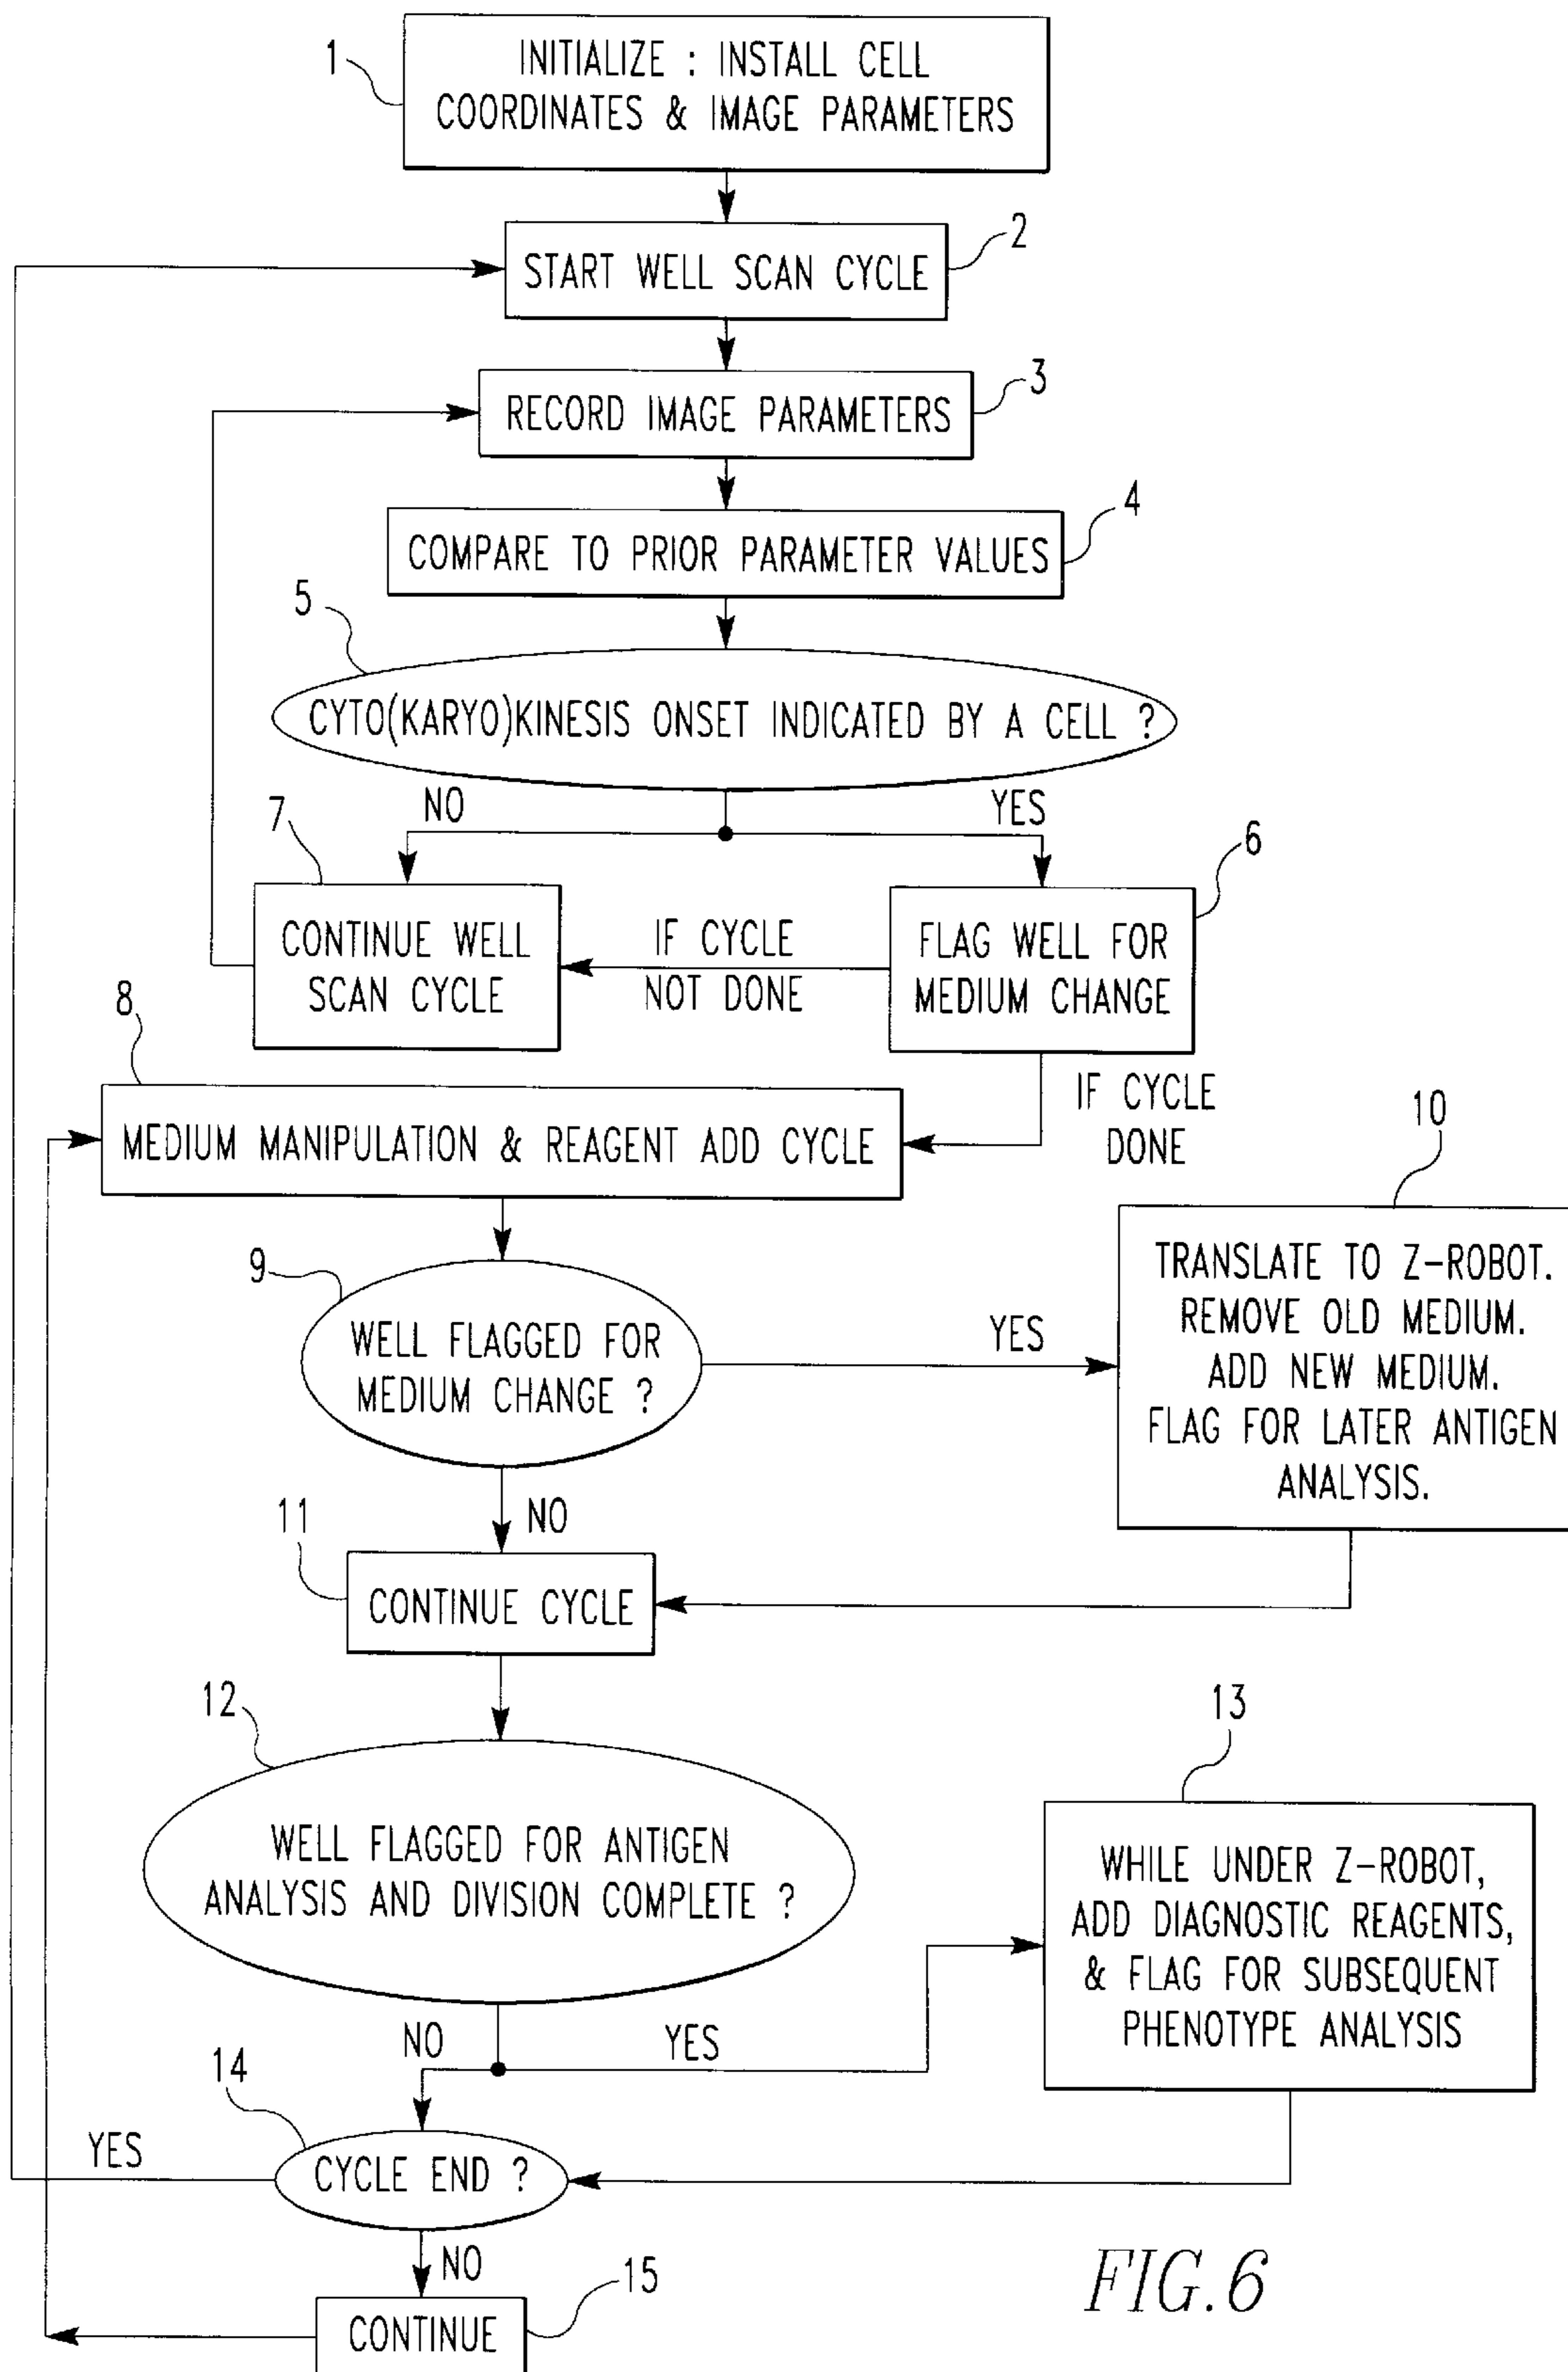 1
INITIALIZE : INSTALL CELL
COORDINATES & IMAGE PARAMETERS
2
START WELL SCAN CYCLE
3
RECORD IMAGE PARAMETERS
4
COMPARE TO PRIOR PARAMETER VALUES
5
CYTO(KARYO)KINESIS ONSET INDICATED BY A CELL ?
NO
YES
7
6
CONTINUE WELL
SCAN CYCLE
IF CYCLE
NOT DONE
FLAG WELL FOR
MEDIUM CHANGE
8
IF CYCLE
DONE
MEDIUM MANIPULATION & REAGENT ADD CYCLE
10
9
WELL FLAGGED FOR
MEDIUM CHANGE ?
YES
TRANSLATE TO Z-ROBOT.
REMOVE OLD MEDIUM.
ADD NEW MEDIUM.
FLAG FOR LATER ANTIGEN
ANALYSIS.
NO
11
CONTINUE CYCLE
12
WELL FLAGGED FOR ANTIGEN
ANALYSIS AND DIVISION COMPLETE ?
13
WHILE UNDER Z-ROBOT,
ADD DIAGNOSTIC REAGENTS,
& FLAG FOR SUBSEQUENT
PHENOTYPE ANALYSIS
NO
YES
14
YES
CYCLE END ?
NO
15
CONTINUE
FIG.6